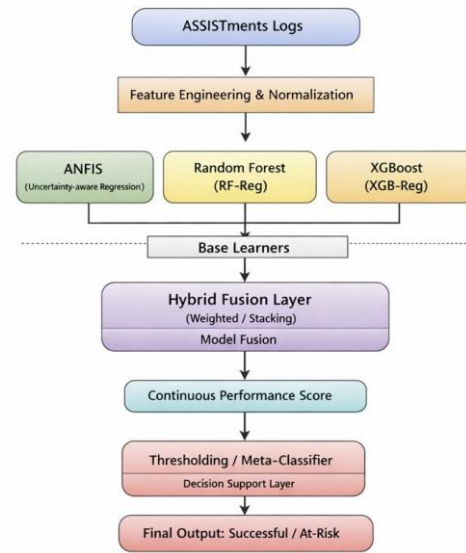 ASSISTments Logs
Feature Engineering & Normalization
ANFIS
(Uncertainty-aware Regression)
Random Forest
(RF-Reg)
XGBoost
(XGB-Reg)
Base Learners
Hybrid Fusion Layer
(Weighted / Stacking)
Model Fusion
Continuous Performance Score
Thresholding / Meta-Classifier
Decision Support Layer
Final Output: Successful / At-Risk